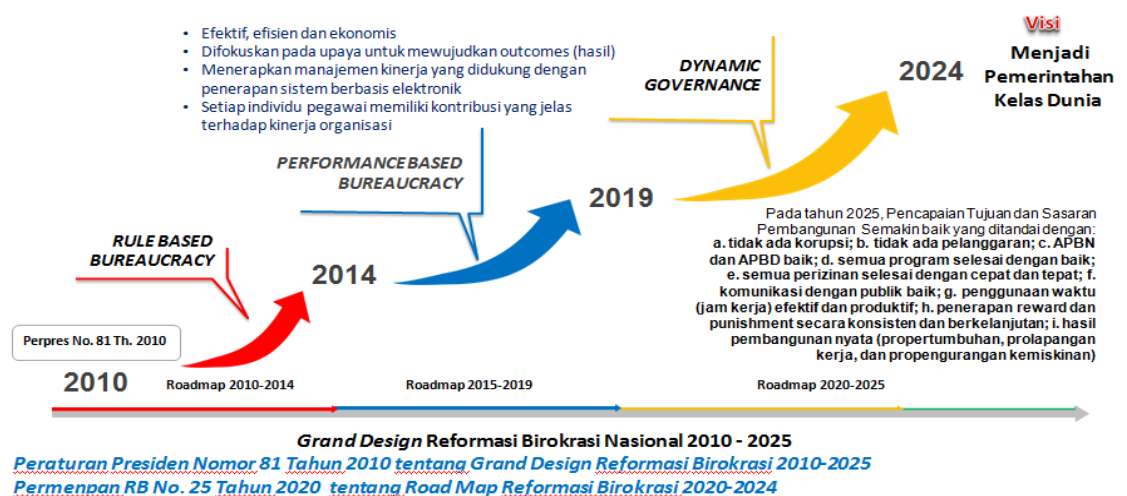 • Efektif, efisien dan ekonomis
• Difokuskan pada upaya untuk mewujudkan outcomes (hasil)
• Menerapkan manajemen kinerja yang didukung dengan
penerapan sistem berbasis elektronik
• Setiap individu pegawai memiliki kontribusi yang jelas
terhadap kinerja organisasi
Visi
Menjadi
Pemerintahan
Kelas Dunia
DYNAMIC
GOVERNANCE
2024
PERFORMANCE BASED
BUREAUCRACY
2019
RULE BASED
BUREAUCRACY
2014
Pada tahun 2025, Pencapaian Tujuan dan Sasaran
Pembangunan Semakin baik yang ditandai dengan:
a. tidak ada korupsi; b. tidak ada pelanggaran; c. APBN
dan APBD baik; d. semua program selesai dengan baik;
e. semua perizinan selesai dengan cepat dan tepat; f.
komunikasi dengan publik baik; g. penggunaan waktu
(jam kerja) efektif dan produktif; h. penerapan reward dan
punishment secara konsisten dan berkelanjutan; i. hasil
pembangunan nyata (propertumbuhan, prolapangan
kerja, dan propengurangan kemiskinan)
Perpres No. 81 Th. 2010
2010
Roadmap 2010-2014
Roadmap 2015-2019
Roadmap 2020-2025
Grand Design Reformasi Birokrasi Nasional 2010 - 2025
Peraturan Presiden Nomor 81 Tahun 2010 tentang Grand Design Reformasi Birokrasi 2010-2025
Permenpan RB No. 25 Tahun 2020 tentang Road Map Reformasi Birokrasi 2020-2024